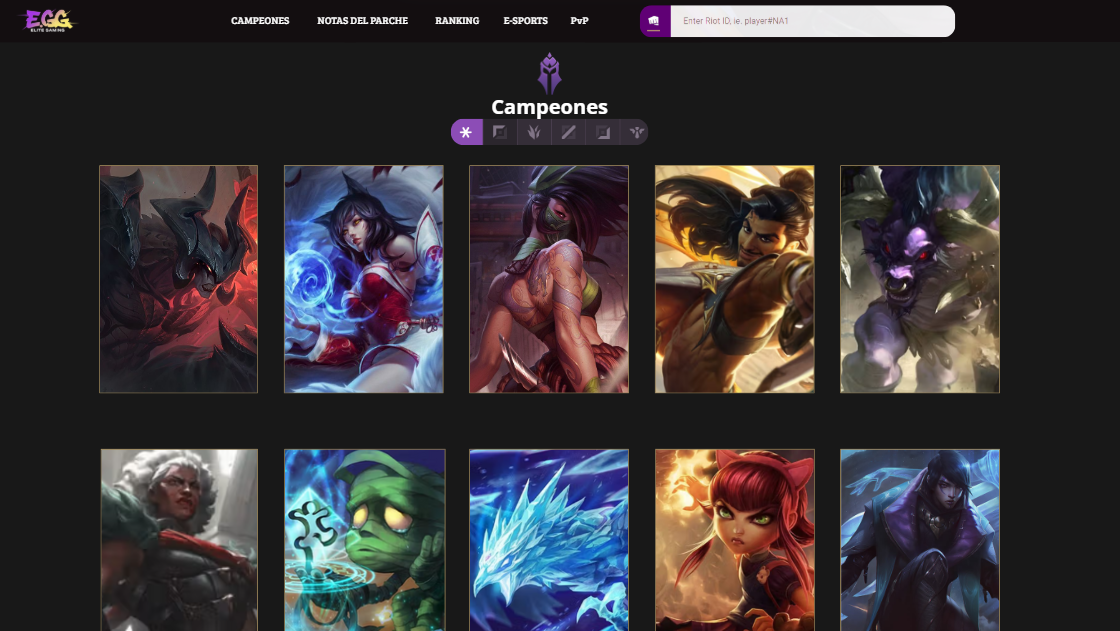 EGG
ELITE GAMING
CAMPEONES
NOTAS DEL PARCHE
RANKING
E-SPORTS
PvP
Enter Riot ID, ie. player#NA1
Campeones